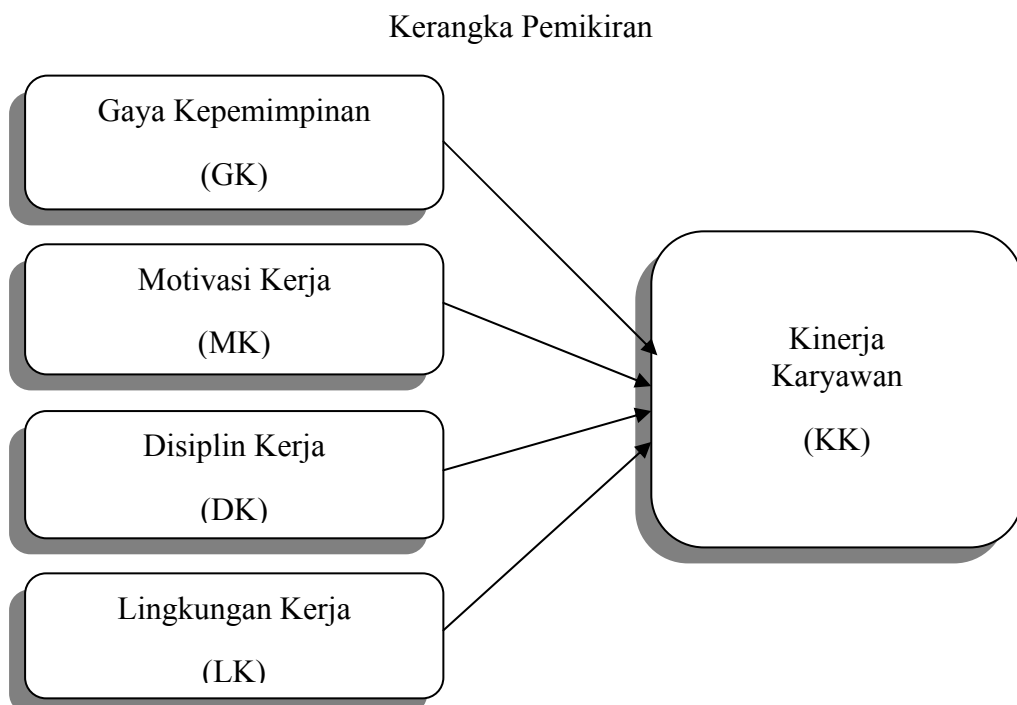 Kerangka Pemikiran
Gaya Kepemimpinan
(GK)
Motivasi Kerja
(MK)
Disiplin Kerja
(DK)
Lingkungan Kerja
(LK)
Kinerja
Karyawan
(KK)